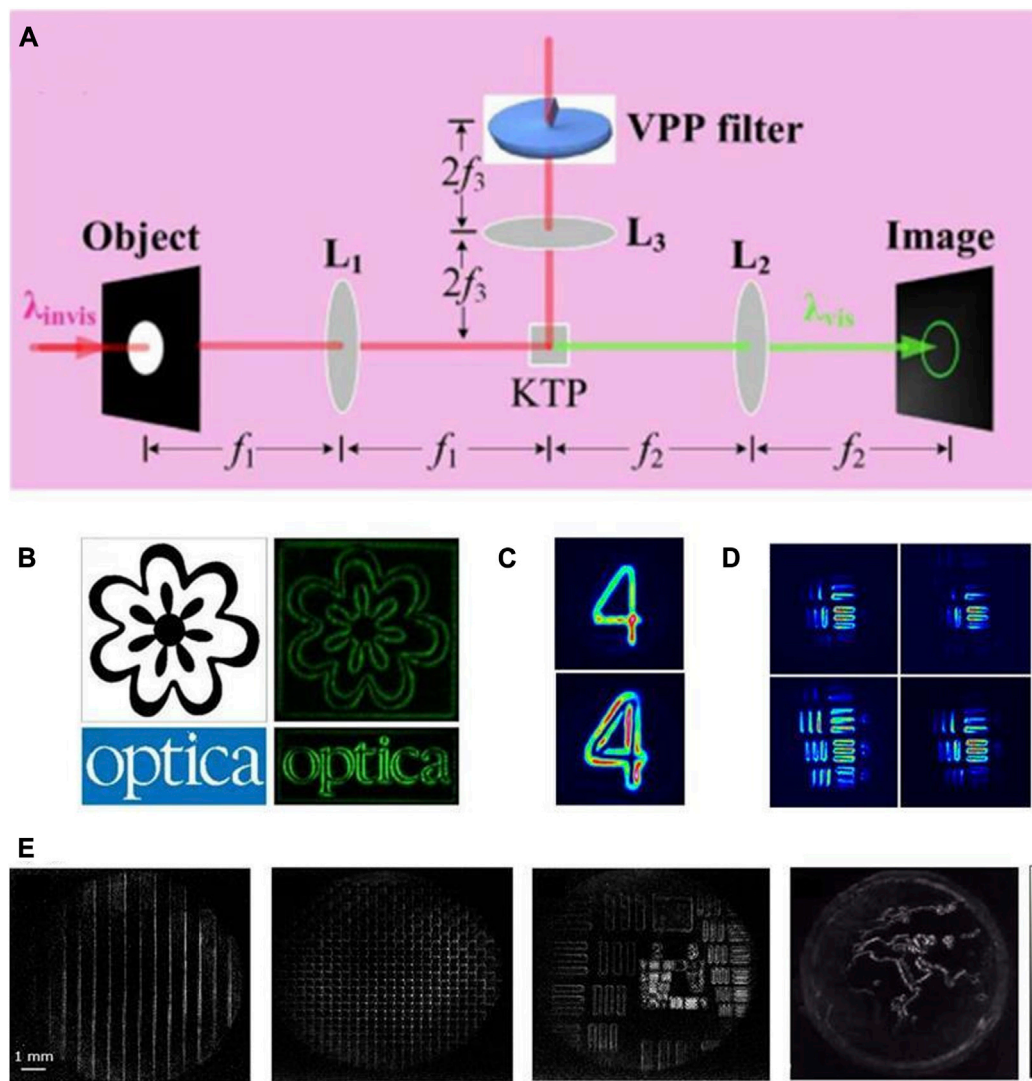 A
VPP filter
2f3
L3
2f3
Object
L1
L2
Image
λinvis
λvis
KTP
f1
f1
f2
f2
B
C
D
4
optica
optica
4
E
1 mm